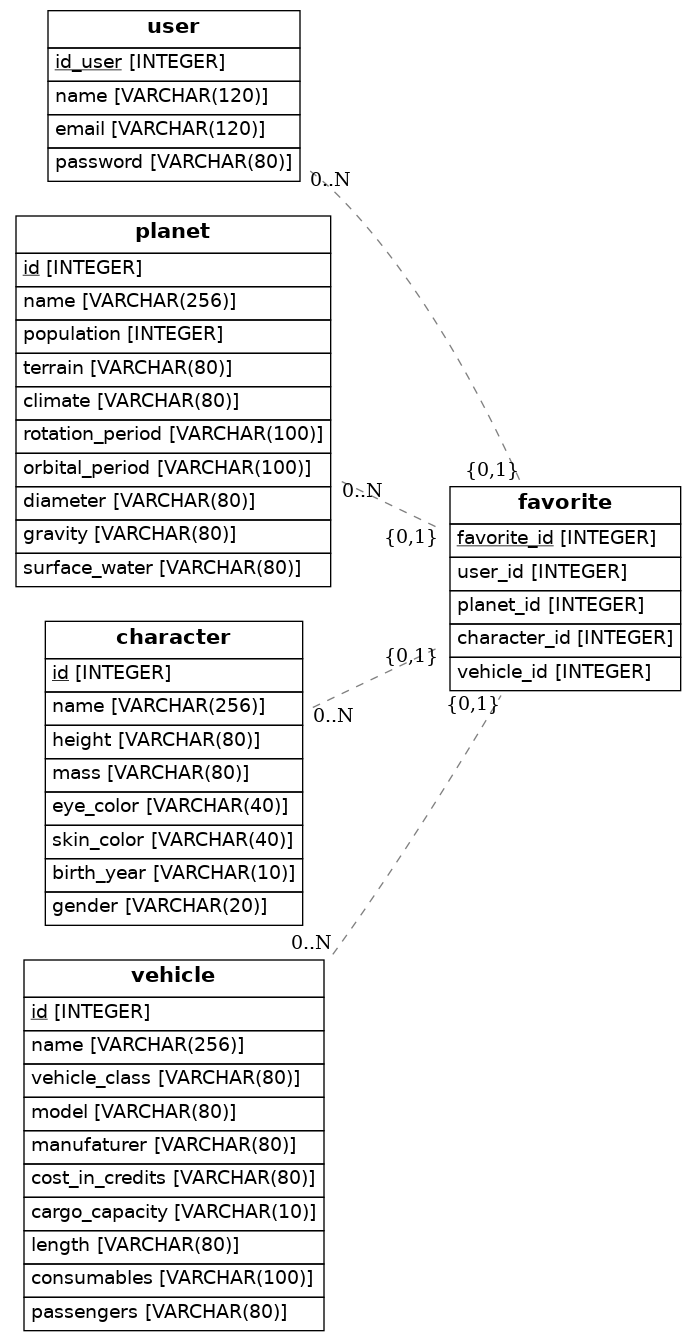 user
id_user [INTEGER]
name [VARCHAR(120)]
email [VARCHAR(120)]
password [VARCHAR(80)]
0..N
planet
id [INTEGER]
name [VARCHAR(256)]
population [INTEGER]
terrain [VARCHAR(80)]
climate [VARCHAR(80)]
rotation_period [VARCHAR(100)]
orbital_period [VARCHAR(100)]
diameter [VARCHAR(80)]
gravity [VARCHAR(80)]
surface_water [VARCHAR(80)]
0..N
{0,1}
{0,1}
favorite
favorite_id [INTEGER]
user_id [INTEGER]
planet_id [INTEGER]
character_id [INTEGER]
vehicle_id [INTEGER]
{0,1}
{0,1}
character
id [INTEGER]
name [VARCHAR(256)]
height [VARCHAR(80)]
mass [VARCHAR(80)]
eye_color [VARCHAR(40)]
skin_color [VARCHAR(40)]
birth_year [VARCHAR(10)]
gender [VARCHAR(20)]
0..N
0..N
vehicle
id [INTEGER]
name [VARCHAR(256)]
vehicle_class [VARCHAR(80)]
model [VARCHAR(80)]
manufaturer [VARCHAR(80)]
cost_in_credits [VARCHAR(80)]
cargo_capacity [VARCHAR(10)]
length [VARCHAR(80)]
consumables [VARCHAR(100)]
passengers [VARCHAR(80)]